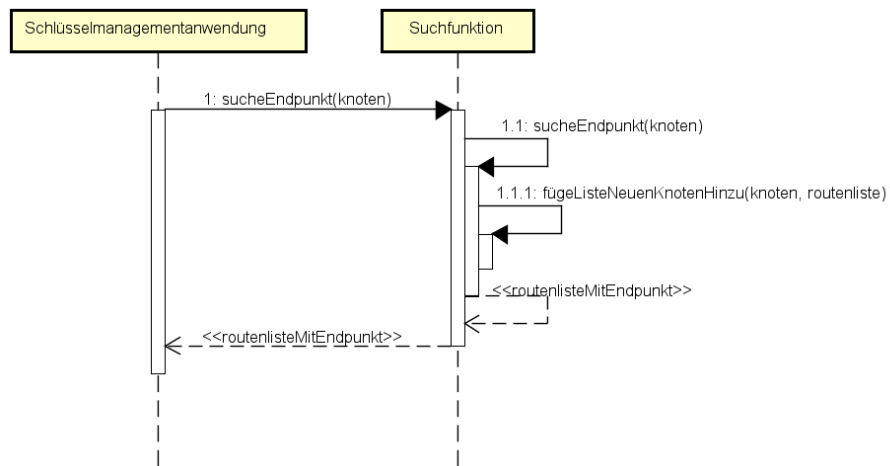 Schlüsselmanagementanwendung
Suchfunktion
1: sucheEndpunkt(knoten)
1.1: sucheEndpunkt(knoten)
1.1.1: fügeListeNeuenKnotenHinzu(knoten, routenliste)
<<routenlisteMitEndpunkt>>
<<routenlisteMitEndpunkt>>